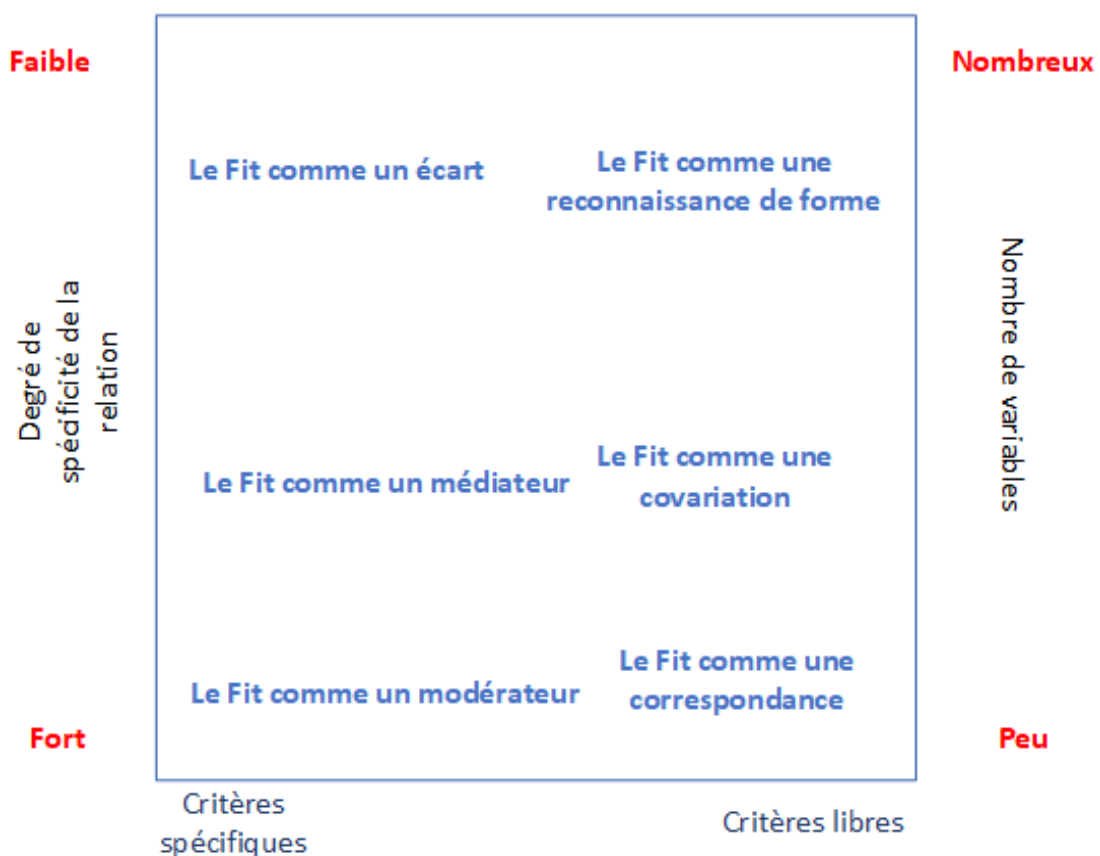 Faible
Nombreux
Le Fit comme un écart
Le Fit comme une
reconnaissance de forme
Degré de
spécificité de la
relation
Nombre de variables
Le Fit comme un médiateur
Le Fit comme une
covariation
Le Fit comme un modérateur
Le Fit comme une
correspondance
Fort
Peu
Critères
spécifiques
Critères libres